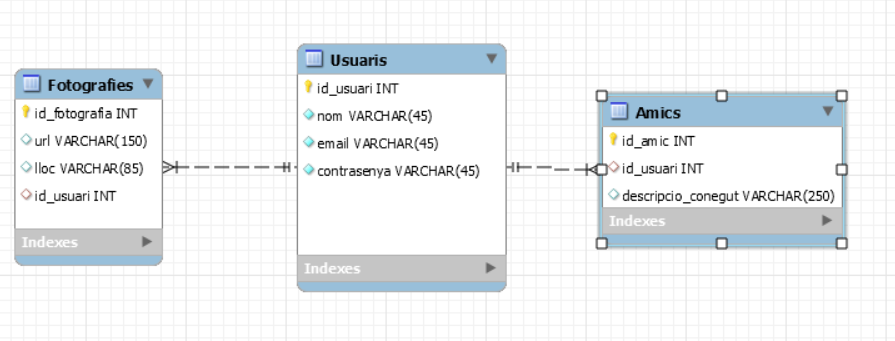 Fotografies
id_fotografia INT
url VARCHAR(150)
lloc VARCHAR(85)
id_usuari INT
Indexes
Usuaris
id_usuari INT
nom VARCHAR(45)
email VARCHAR(45)
contrasenya VARCHAR(45)
Indexes
Amics
id_amic INT
id_usuari INT
descripcio_conegut VARCHAR(250)
Indexes